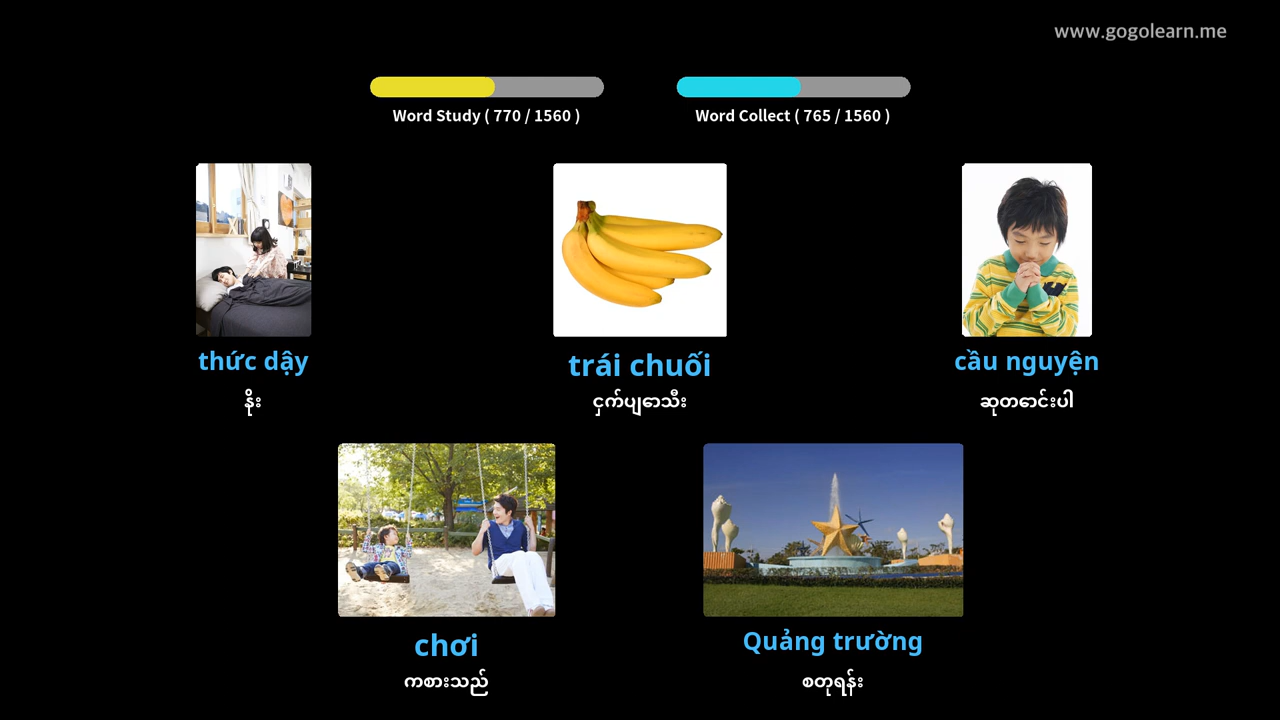 www.gogolearn.me
Word Study ( 770 / 1560 )
Word Collect ( 765 / 1560 )
thức dậy
နိုး
trái chuối
ငှက်ပျောသီး
cầu nguyện
ဆုတောင်းပါ
chơi
ကစားသည်
Quảng trường
စတုရန်း